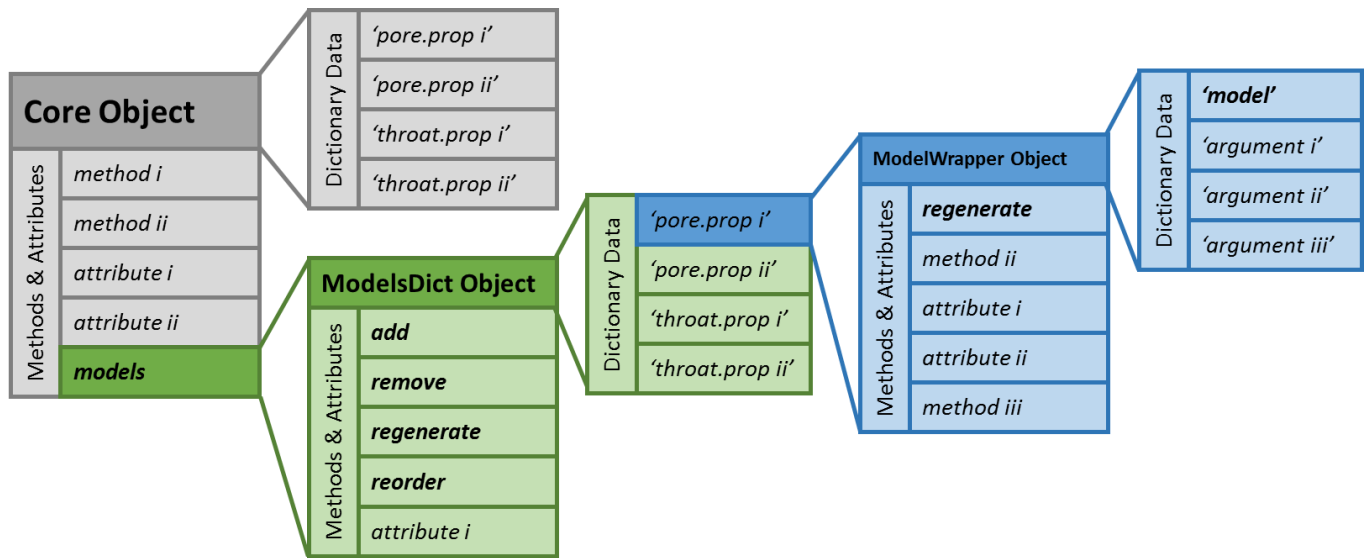 Core Object
Methods & Attributes
method i
method ii
attribute i
attribute ii
models
Dictionary Data
‘pore.prop i’
‘pore.prop ii’
‘throat.prop i’
‘throat.prop ii’
ModelsDict Object
Methods & Attributes
add
remove
regenerate
reorder
attribute i
Dictionary Data
‘pore.prop i’
‘pore.prop ii’
‘throat.prop i’
‘throat.prop ii’
ModelWrapper Object
Methods & Attributes
regenerate
method ii
attribute i
attribute ii
method iii
Dictionary Data
‘model’
‘argument i’
‘argument ii’
‘argument iii’